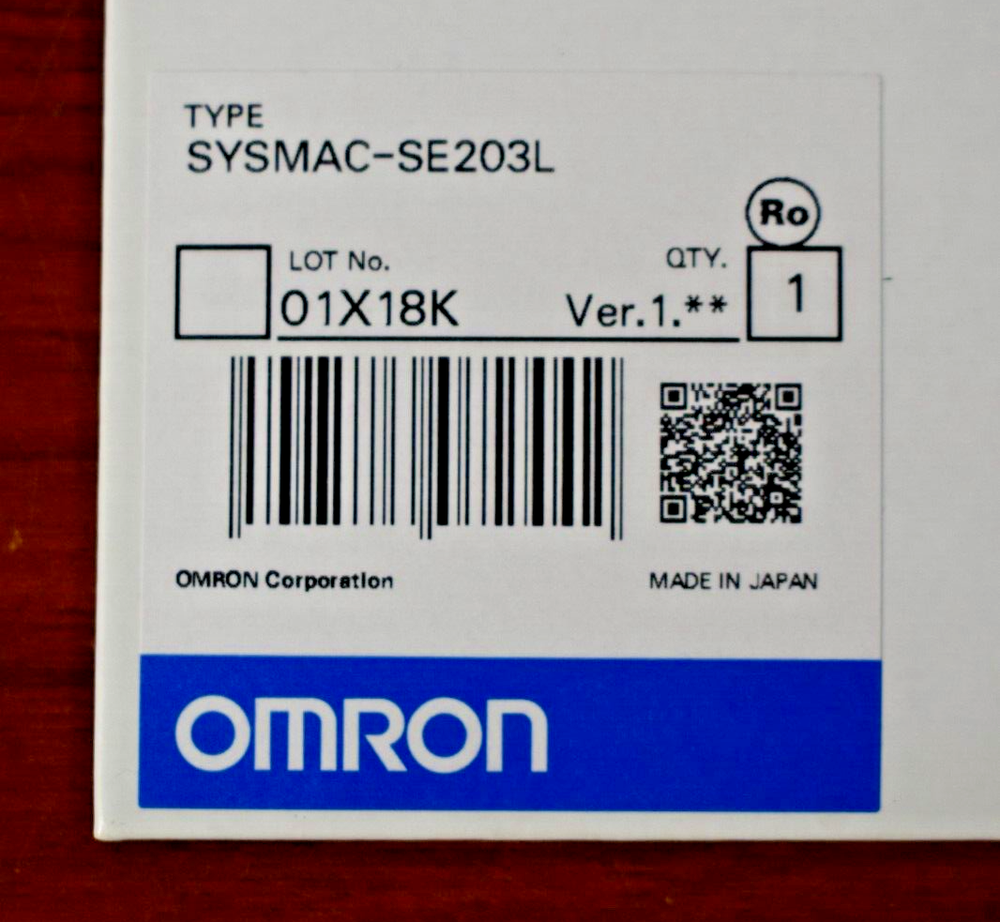 TYPE
SYSMAC-SE203L
Ro
LOT No. QTY.
01X18K Ver.1.** 1
OMRON Corporation MADE IN JAPAN
OMRON